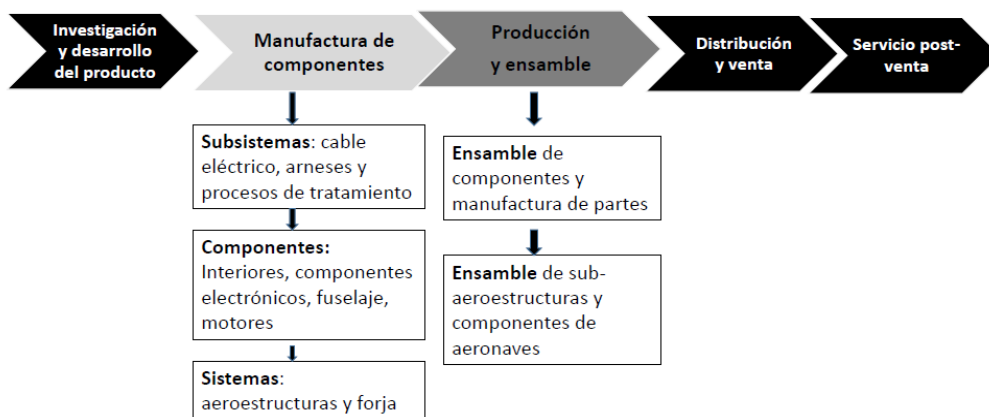 Investigación
y desarrollo
del producto
Manufactura de
componentes
Producción
y ensamble
Distribución
y venta
Servicio post-
venta
Subsistemas: cable
eléctrico, arneses y
procesos de tratamiento
Componentes:
Interiores, componentes
electrónicos, fuselaje,
motores
Sistemas:
aeroestructuras y forja
Ensamble de
componentes y
manufactura de partes
Ensamble de sub-
aeroestructuras y
componentes de
aeronaves